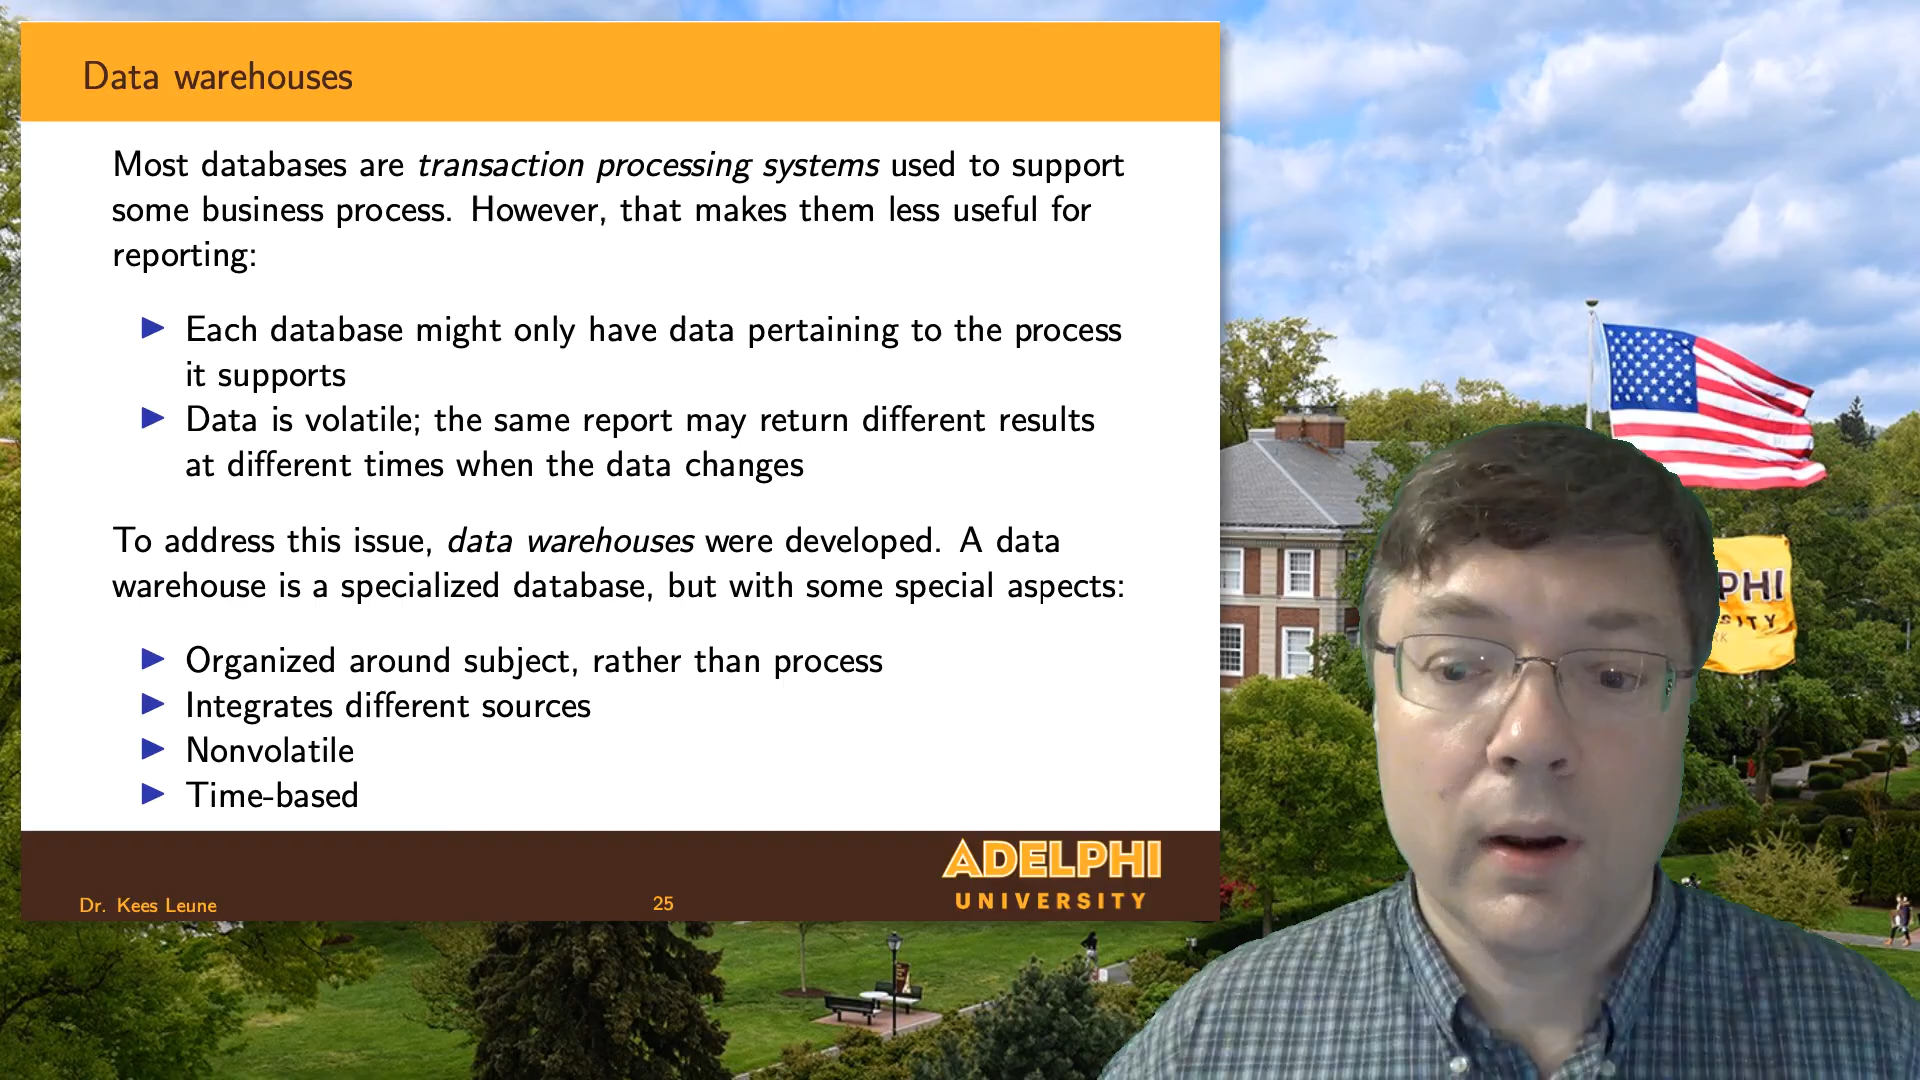 Data warehouses
Most databases are transaction processing systems used to support
some business process. However, that makes them less useful for
reporting:
Each database might only have data pertaining to the process
it supports
Data is volatile; the same report may return different results
at different times when the data changes
To address this issue, data warehouses were developed. A data
warehouse is a specialized database, but with some special aspects:
Organized around subject, rather than process
Integrates different sources
Nonvolatile
Time-based
Dr. Kees Leune
25
ADELPHI
UNIVERSITY
PHI
SITY
RK